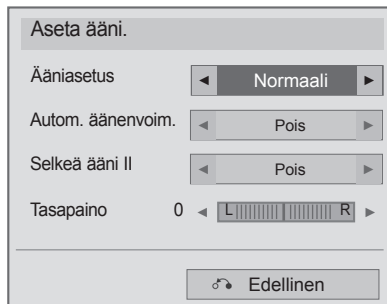 Aseta ääni.
Ääniasetus ◄ Normaali ►
Autom. äänenvoim. ◄ Pois ►
Selkeä ääni II ◄ Pois ►
Tasapaino 0 ◄ L R ►
Edellinen